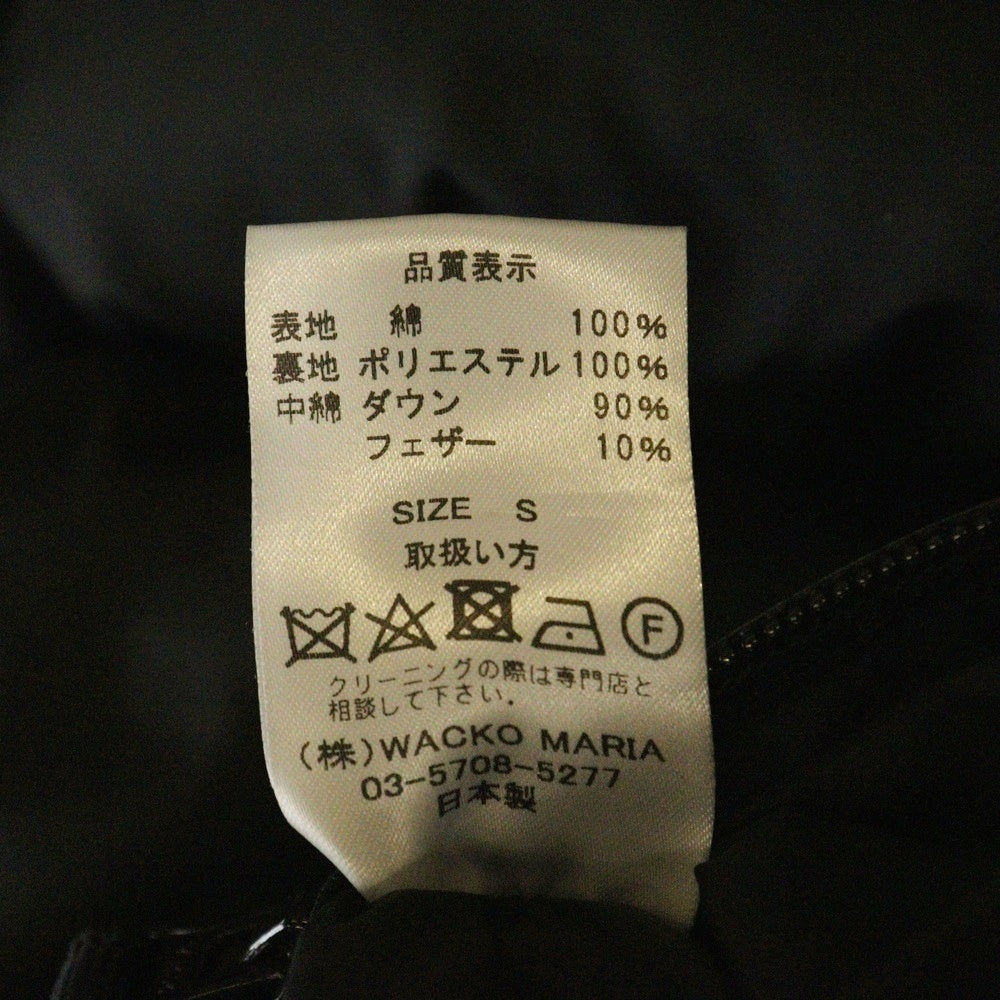 品質表示
表地 綿 100%
裏地 ポリエステル 100%
中綿 ダウン 90%
フェザー 10%
SIZE S
取扱い方
F
クリーニングの際は専門店と
相談して下さい.
(株)WACKO MARIA
03-5708-5277
日本製